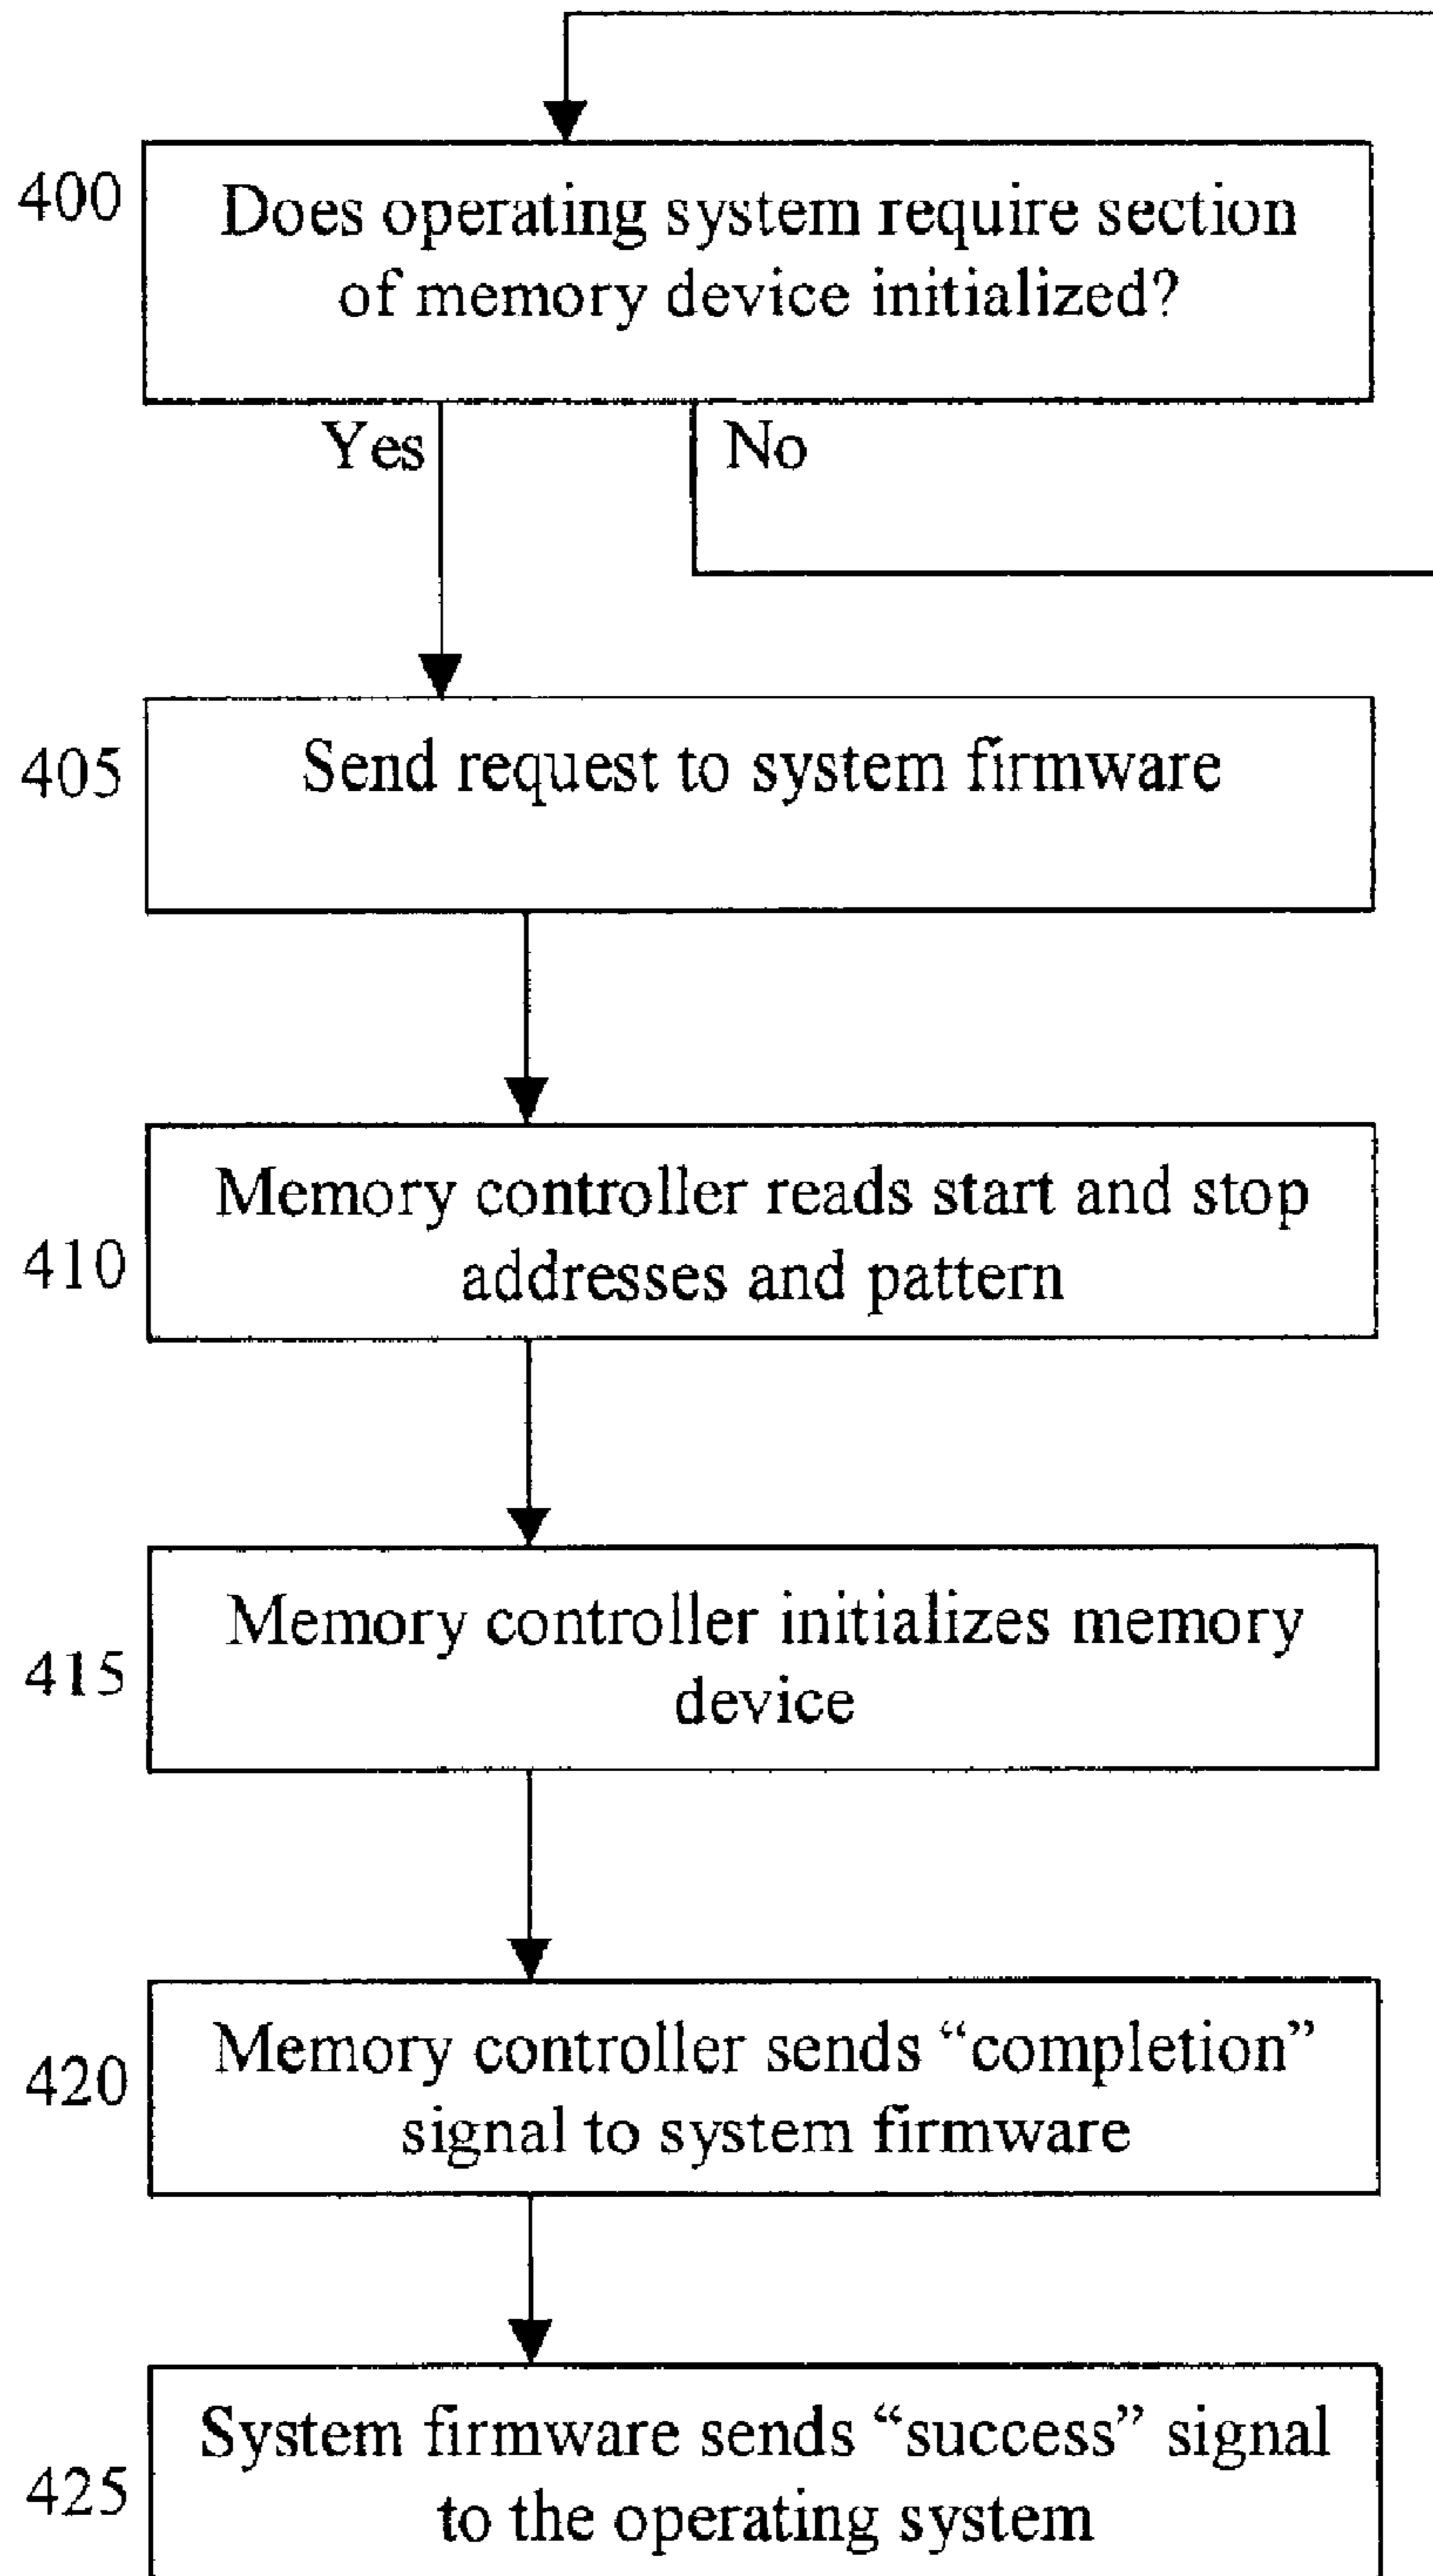 400
Does operating system require section
of memory device initialized?
Yes
No
405
Send request to system firmware
410
Memory controller reads start and stop
addresses and pattern
415
Memory controller initializes memory
device
420
Memory controller sends “completion”
signal to system firmware
425
System firmware sends “success” signal
to the operating system